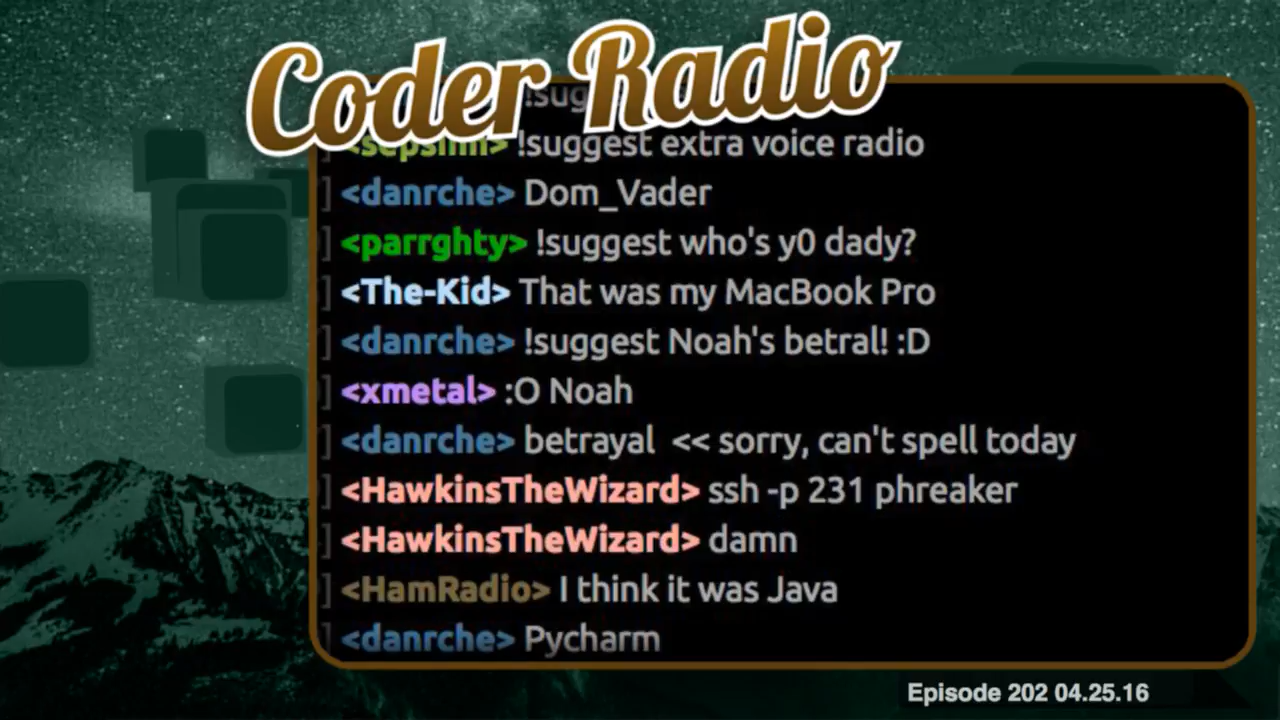 Coder Radio
!sug
!suggest extra voice radio
] <danrche> Dom_Vader
] <parrghty> !suggest who's y0 dady?
] <The-Kid> That was my MacBook Pro
] <danrche> !suggest Noah's betral! :D
] <xmetal> :O Noah
] <danrche> betrayal << sorry, can't spell today
] <HawkinsTheWizard> ssh -p 231 phreaker
] <HawkinsTheWizard> damn
] <HamRadio> I think it was Java
] <danrche> Pycharm
Episode 202 04.25.16